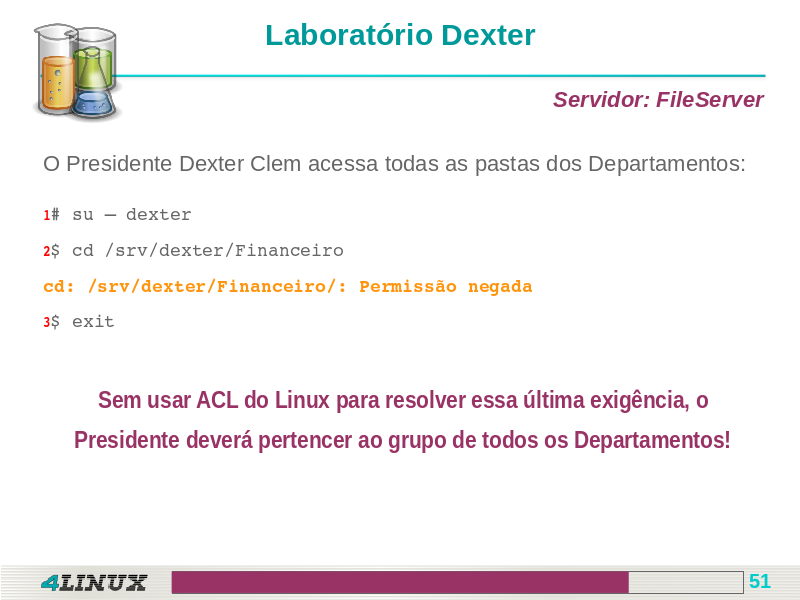 Laboratório Dexter
Servidor: FileServer
O Presidente Dexter Clem acessa todas as pastas dos Departamentos:
1# su – dexter
2$ cd /srv/dexter/Financeiro
cd: /srv/dexter/Financeiro/: Permissão negada
3$ exit
Sem usar ACL do Linux para resolver essa última exigência, o
Presidente deverá pertencer ao grupo de todos os Departamentos!
4LINUX
51